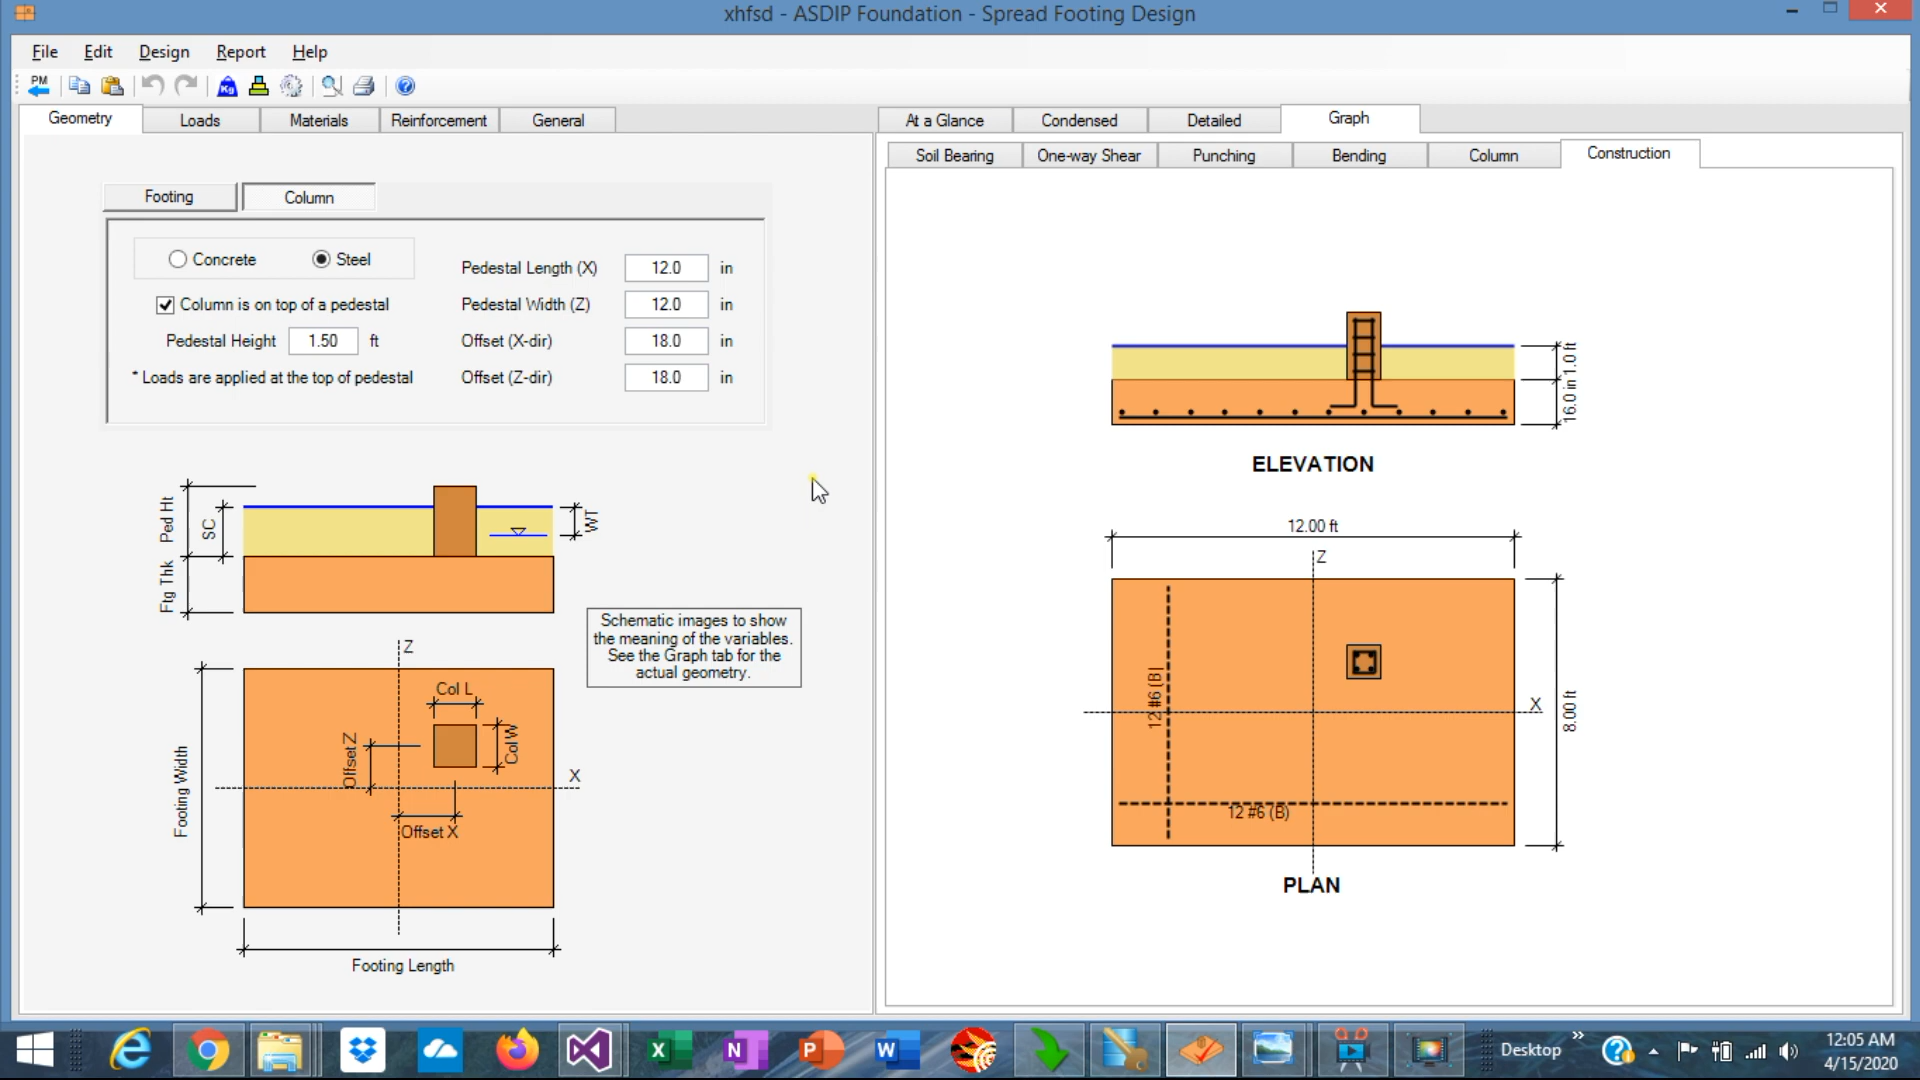 xhfsd - ASDIP Foundation - Spread Footing Design
File Edit Design Report Help
PM
Kg
Geometry Loads Materials Reinforcement General
At a Glance Condensed Detailed Graph
Soil Bearing One-way Shear Punching Bending Column Construction
Footing Column
Concrete Steel
Column is on top of a pedestal
Pedestal Height 1.50 ft
* Loads are applied at the top of pedestal
Pedestal Length (X) 12.0 in
Pedestal Width (Z) 12.0 in
Offset (X-dir) 18.0 in
Offset (Z-dir) 18.0 in
Ped Ht
SC
WT
Ftg Thk
Schematic images to show
the meaning of the variables.
See the Graph tab for the
actual geometry.
Z
Col L
Col W
Offset Z
X
Offset X
Footing Width
Footing Length
1.0 ft
16.0 in
ELEVATION
12.00 ft
Z
12 #6 (B)
X
8.00 ft
12 #6 (B)
PLAN
Desktop
12:05 AM
4/15/2020